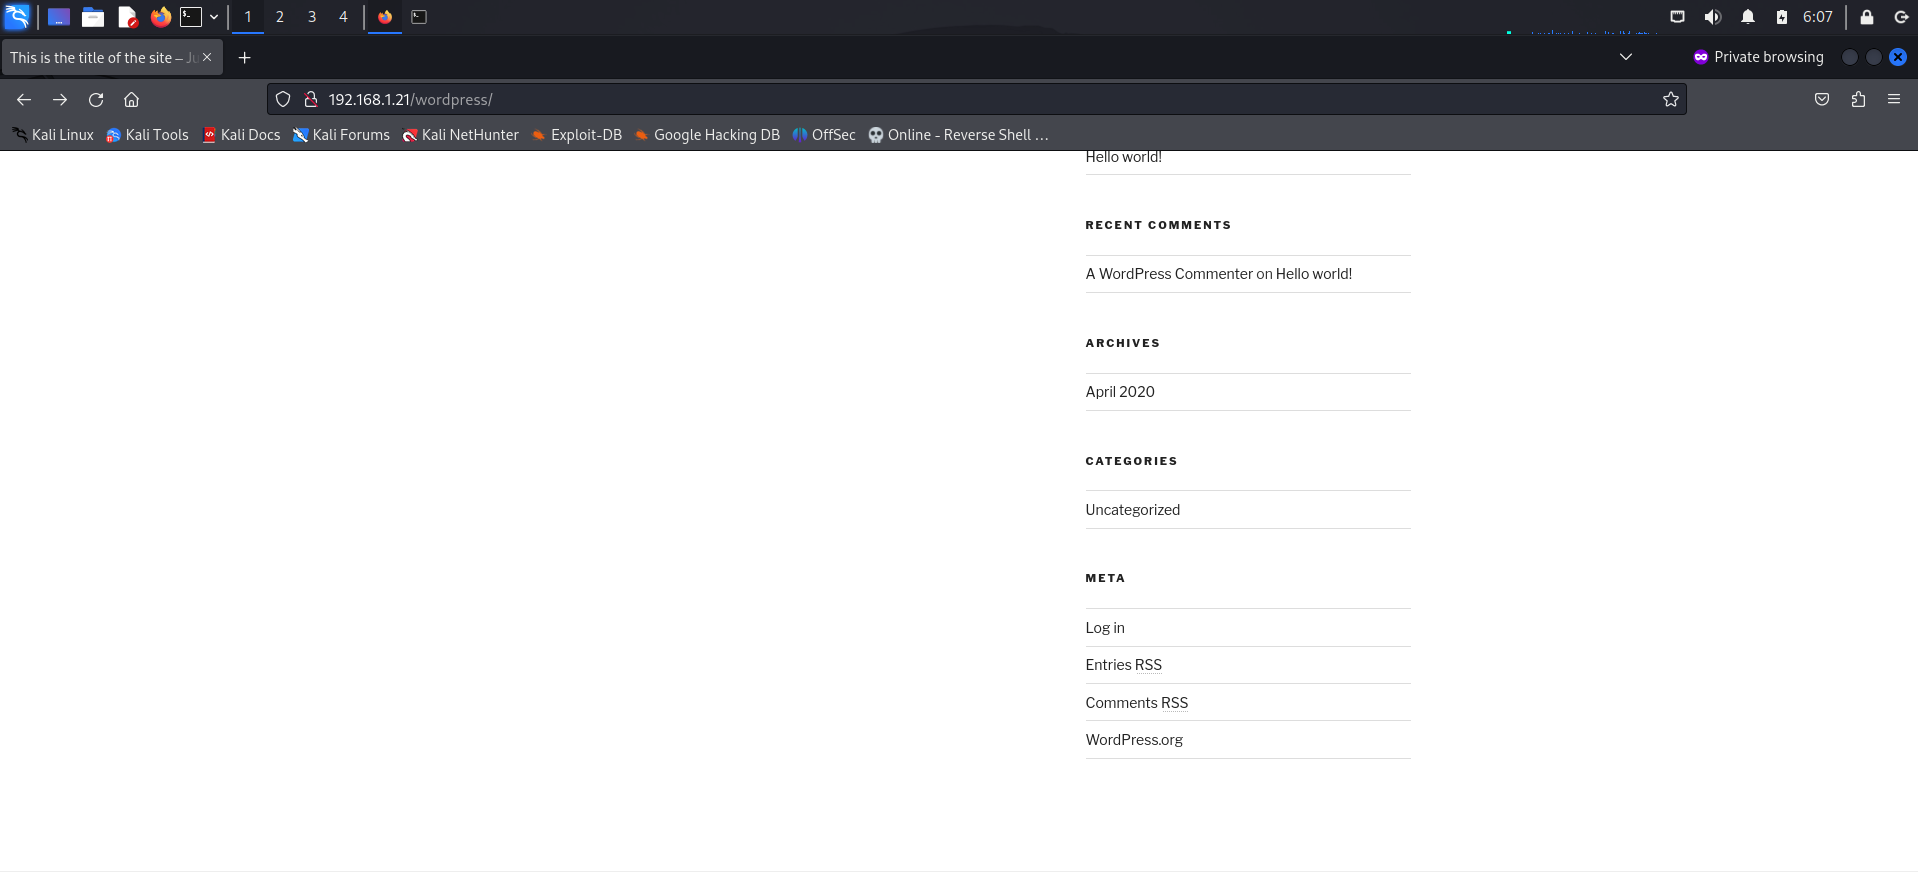 1 2 3 4 6:07
This is the title of the site – Ju
Private browsing
192.168.1.21/wordpress/
Kali Linux Kali Tools Kali Docs Kali Forums Kali NetHunter Exploit-DB Google Hacking DB OffSec Online - Reverse Shell …
Hello world!
RECENT COMMENTS
A WordPress Commenter on Hello world!
ARCHIVES
April 2020
CATEGORIES
Uncategorized
META
Log in
Entries RSS
Comments RSS
WordPress.org